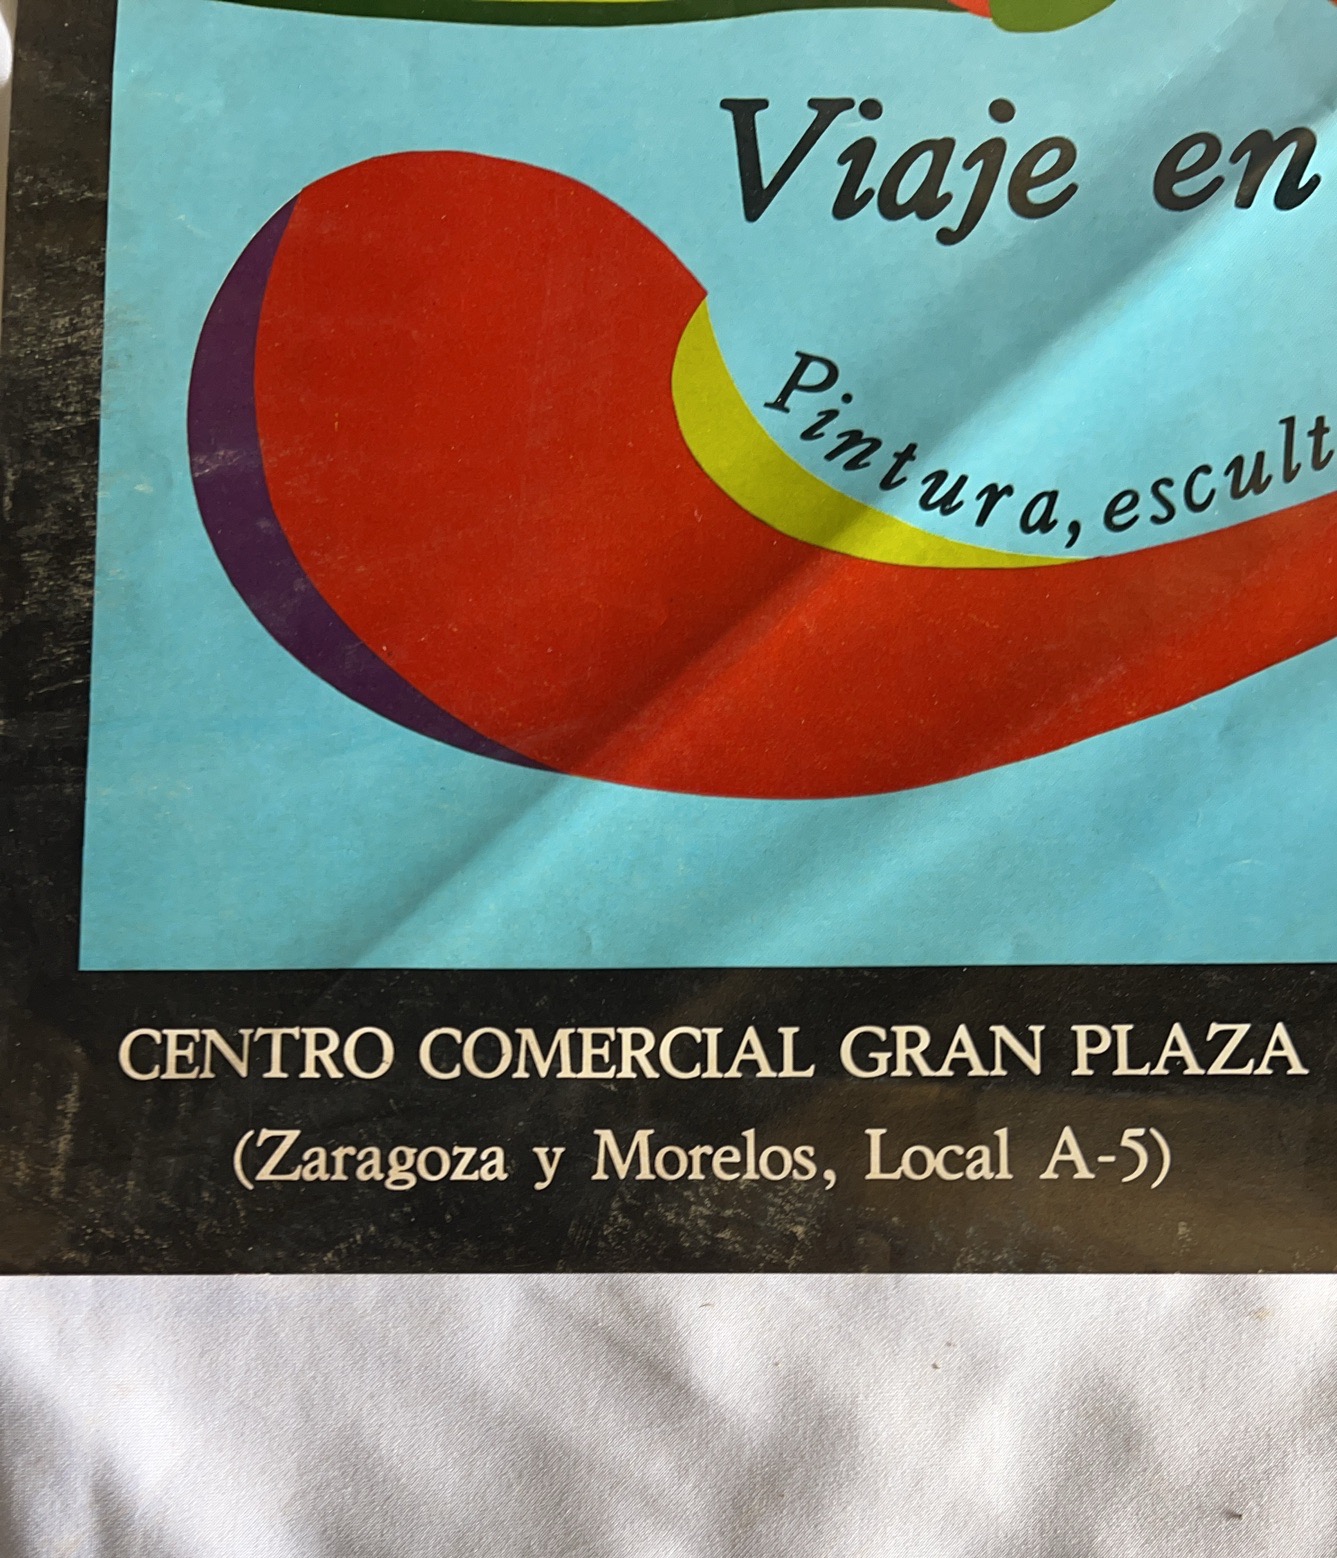 Viaje en
Pintura, escult
CENTRO COMERCIAL GRAN PLAZA
(Zaragoza y Morelos, Local A-5)